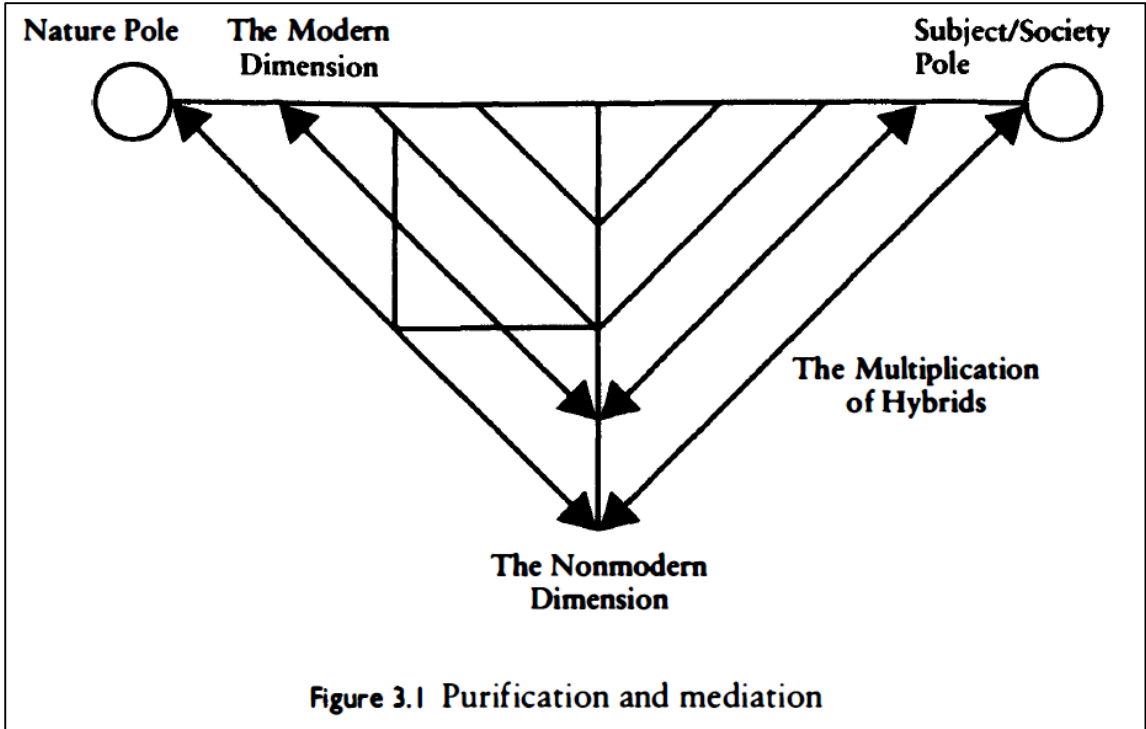 Nature Pole
The Modern
Dimension
Subject/Society
Pole
The Multiplication
of Hybrids
The Nonmodern
Dimension
Figure 3.1 Purification and mediation